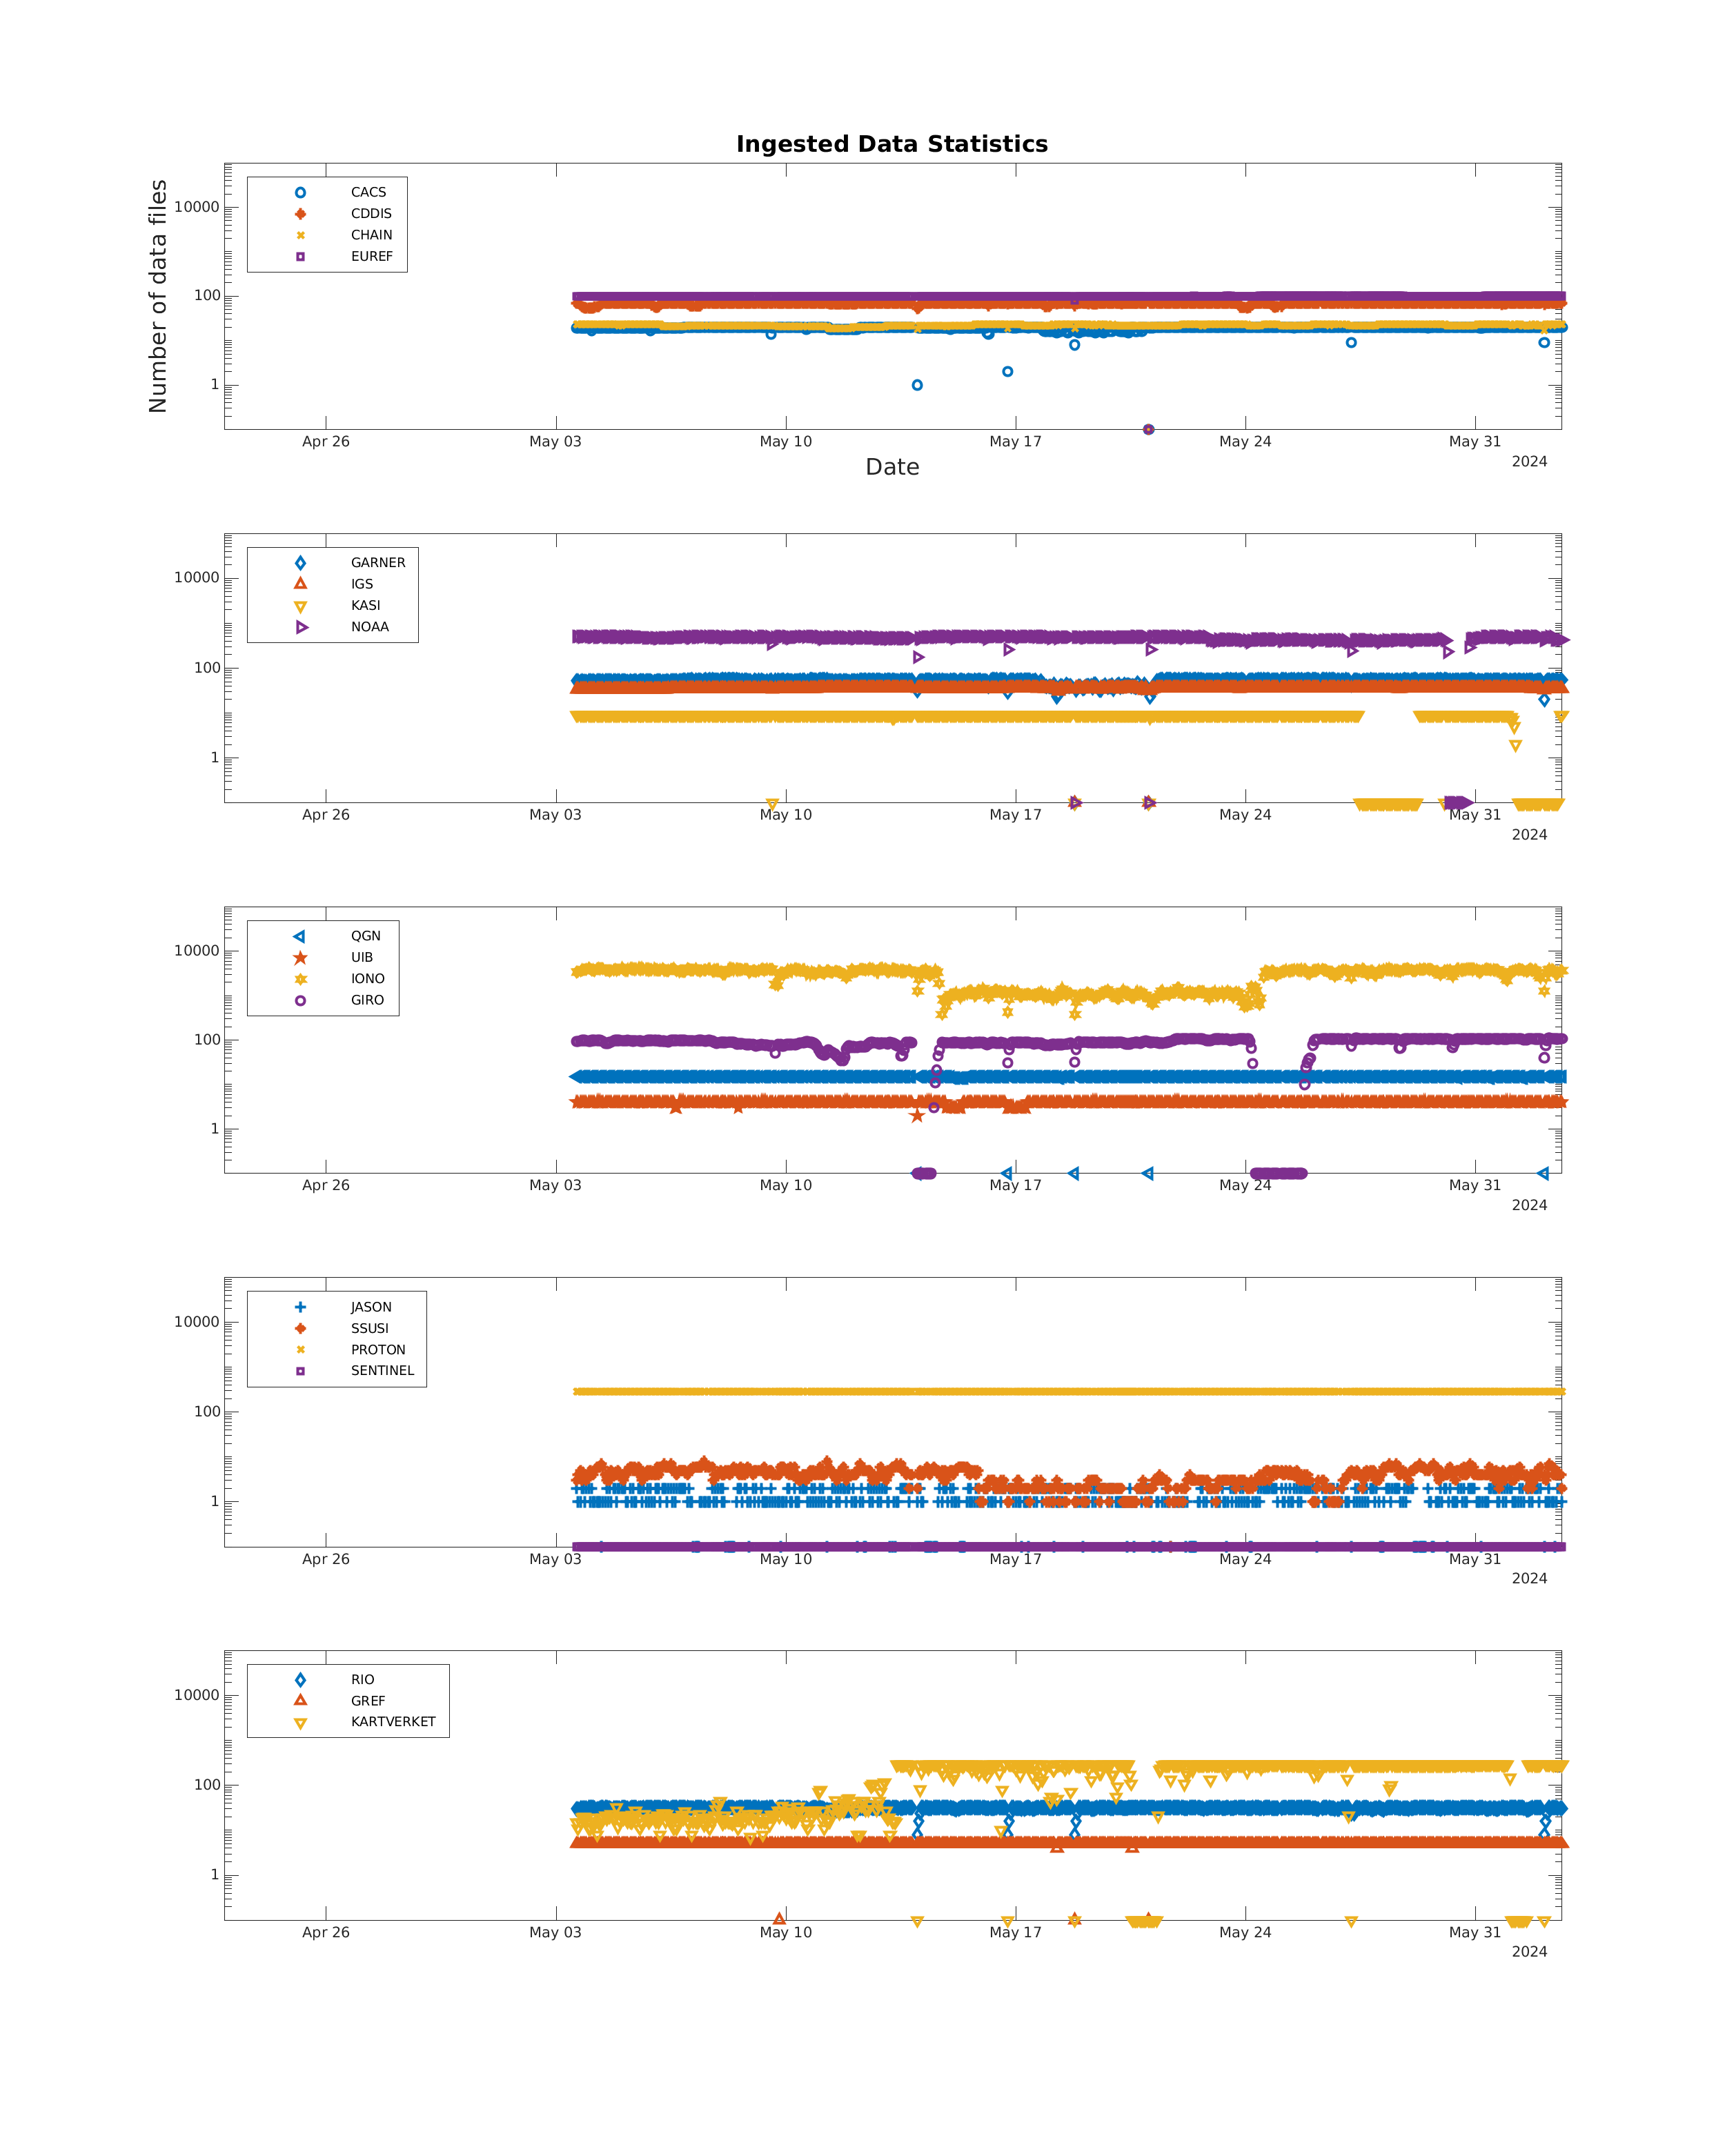 Ingested Data Statistics
Number of data files
CACS
CDDIS
CHAIN
EUREF
10000
100
1
Apr 26 May 03 May 10 May 17 May 24 May 31
2024
Date
GARNER
IGS
KASI
NOAA
10000
100
1
Apr 26 May 03 May 10 May 17 May 24 May 31
2024
QGN
UIB
IONO
GIRO
10000
100
1
Apr 26 May 03 May 10 May 17 May 24 May 31
2024
JASON
SSUSI
PROTON
SENTINEL
10000
100
1
Apr 26 May 03 May 10 May 17 May 24 May 31
2024
RIO
GREF
KARTVERKET
10000
100
1
Apr 26 May 03 May 10 May 17 May 24 May 31
2024